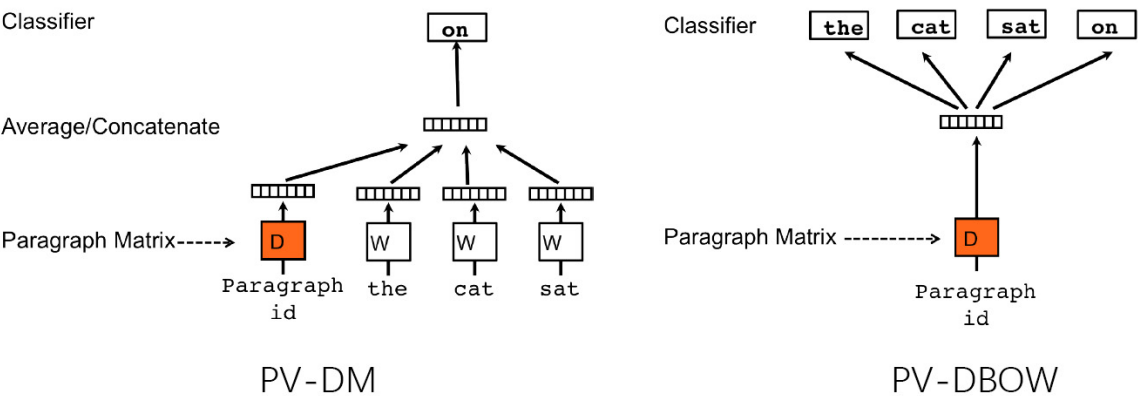 Classifier
on
Average/Concatenate
Paragraph Matrix
D
W
W
W
Paragraph
id
the
cat
sat
PV-DM
Classifier
the
cat
sat
on
Paragraph Matrix
D
Paragraph
id
PV-DBOW